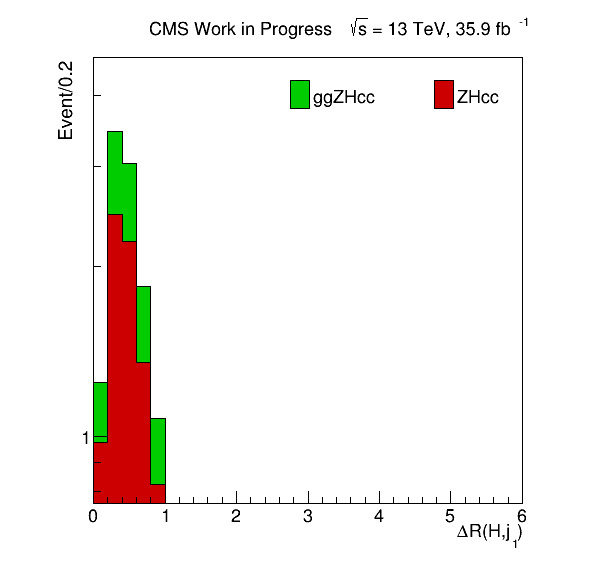 CMS Work in Progress √s = 13 TeV, 35.9 fb⁻¹
Event/0.2
ggZHcc ZHcc
1
0 1 2 3 4 5 6
ΔR(H,j₁)